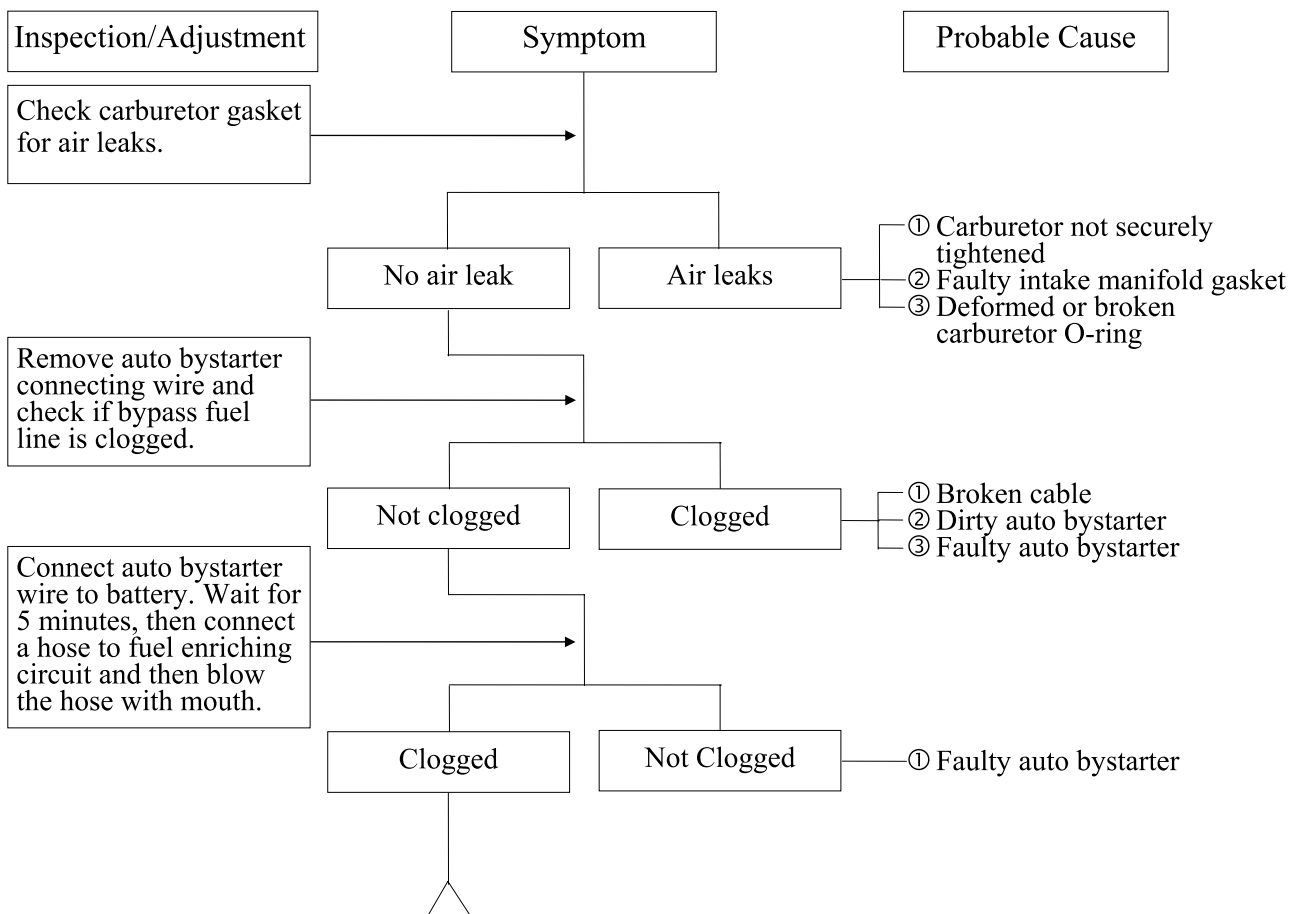 Inspection/Adjustment
Symptom
Probable Cause
Check carburetor gasket
for air leaks.
No air leak
Air leaks
① Carburetor not securely
tightened
② Faulty intake manifold gasket
③ Deformed or broken
carburetor O-ring
Remove auto bystarter
connecting wire and
check if bypass fuel
line is clogged.
Not clogged
Clogged
① Broken cable
② Dirty auto bystarter
③ Faulty auto bystarter
Connect auto bystarter
wire to battery. Wait for
5 minutes, then connect
a hose to fuel enriching
circuit and then blow
the hose with mouth.
Clogged
Not Clogged
① Faulty auto bystarter